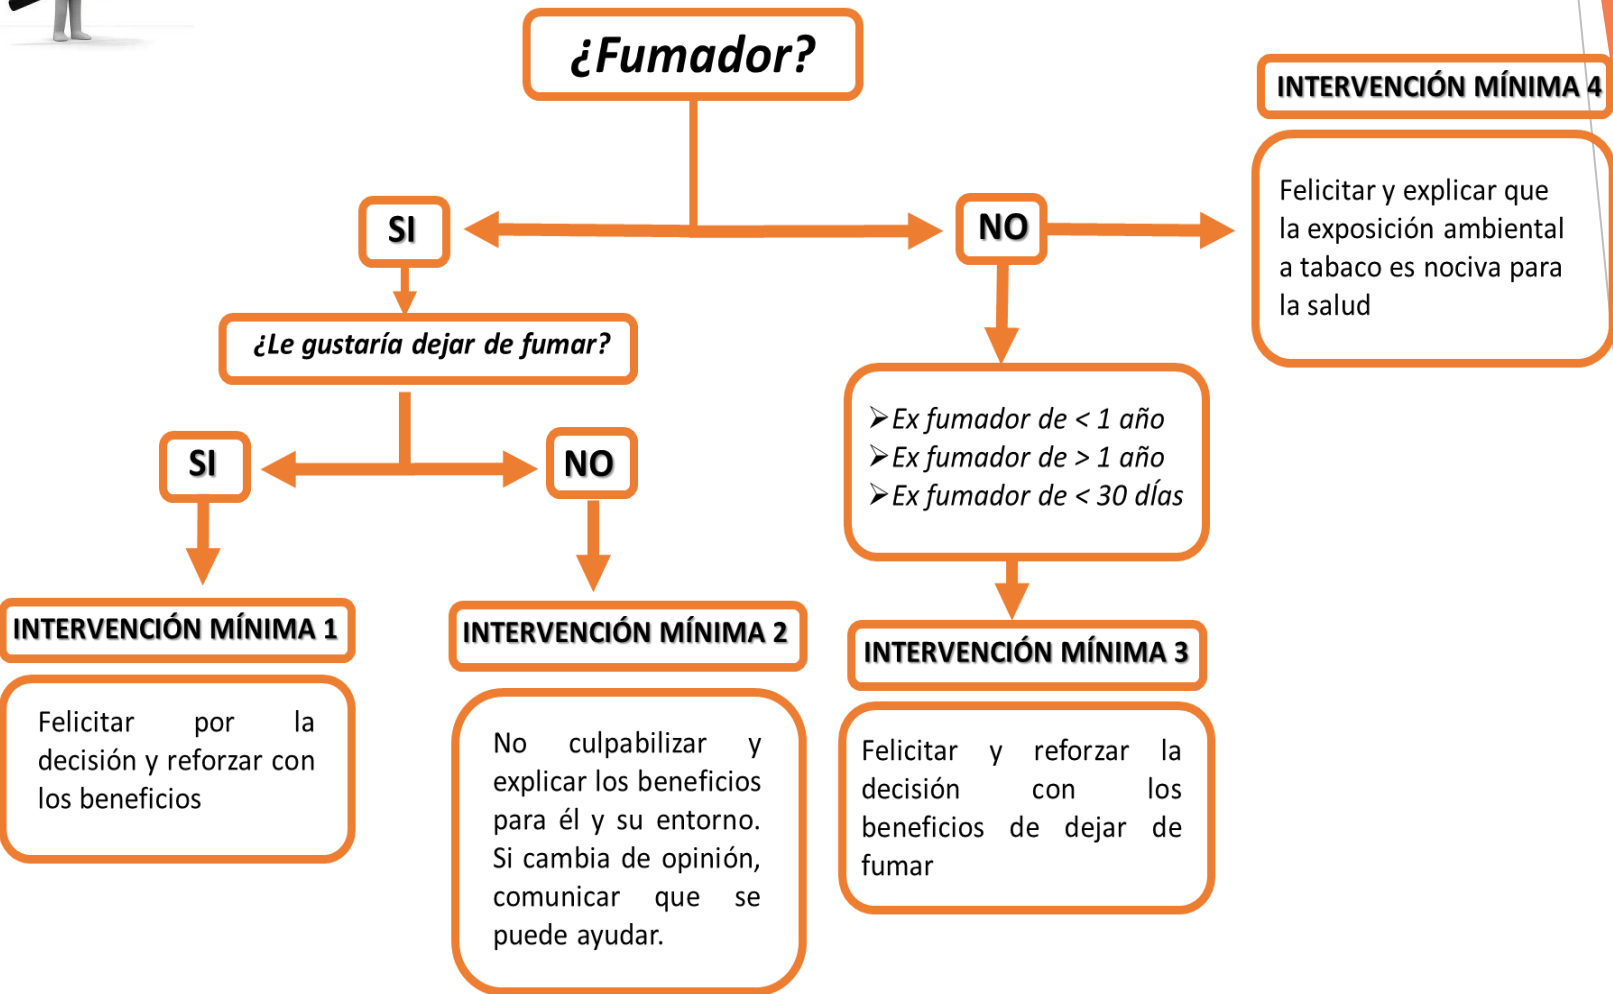 ¿Fumador?
SI
NO
INTERVENCIÓN MÍNIMA 4
Felicitar y explicar que
la exposición ambiental
a tabaco es nociva para
la salud
¿Le gustaría dejar de fumar?
SI
NO
➢Ex fumador de < 1 año
➢Ex fumador de > 1 año
➢Ex fumador de < 30 días
INTERVENCIÓN MÍNIMA 1
Felicitar por la
decisión y reforzar con
los beneficios
INTERVENCIÓN MÍNIMA 2
No culpabilizar y
explicar los beneficios
para él y su entorno.
Si cambia de opinión,
comunicar que se
puede ayudar.
INTERVENCIÓN MÍNIMA 3
Felicitar y reforzar la
decisión con los
beneficios de dejar de
fumar